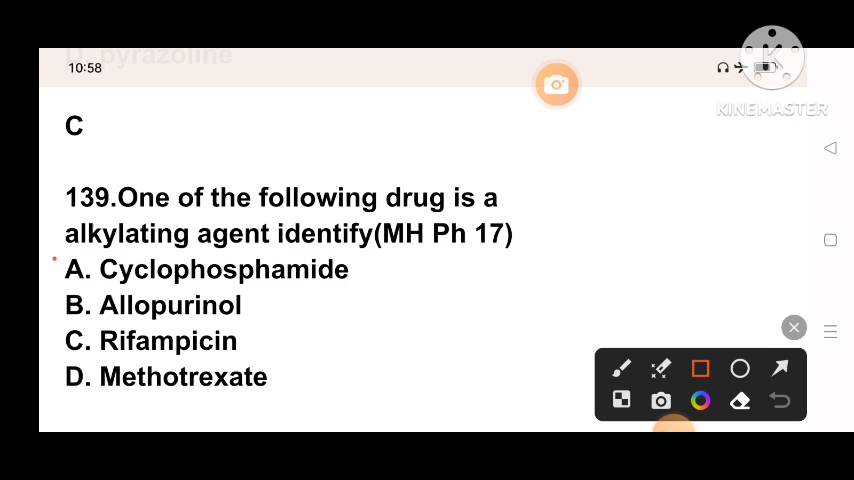 D. pyrazoline
10:58
K
KINEMASTER
C
139.One of the following drug is a
alkylating agent identify(MH Ph 17)
A. Cyclophosphamide
B. Allopurinol
C. Rifampicin
D. Methotrexate